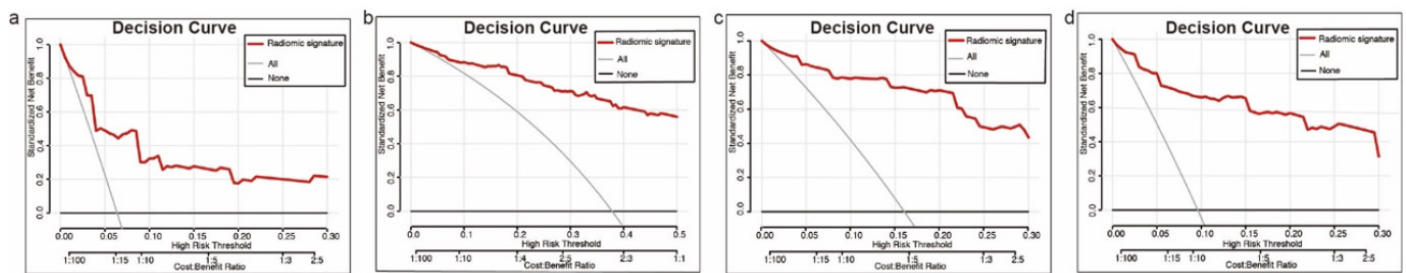 a
Decision Curve
Radiomic signature
All
None
Standardized Net Benefit
1.0
0.8
0.6
0.4
0.2
0.0
0.00 0.05 0.10 0.15 0.20 0.25 0.30
High Risk Threshold
1:100 1:15 1:10 1:5 1:3 2:5
Cost:Benefit Ratio
b
Decision Curve
Radiomic signature
All
None
Standardized Net Benefit
1.0
0.8
0.6
0.4
0.2
0.0
0.0 0.1 0.2 0.3 0.4 0.5
High Risk Threshold
1:100 1:10 1:4 2:5 2:3 1:1
Cost:Benefit Ratio
c
Decision Curve
Radiomic signature
All
None
Standardized Net Benefit
1.0
0.8
0.6
0.4
0.2
0.0
0.00 0.05 0.10 0.15 0.20 0.25 0.30
High Risk Threshold
1:100 1:15 1:10 1:5 1:3 2:5
Cost:Benefit Ratio
d
Decision Curve
Radiomic signature
All
None
Standardized Net Benefit
1.0
0.8
0.6
0.4
0.2
0.0
0.00 0.05 0.10 0.15 0.20 0.25 0.30
High Risk Threshold
1:100 1:15 1:10 1:5 1:3 2:5
Cost:Benefit Ratio